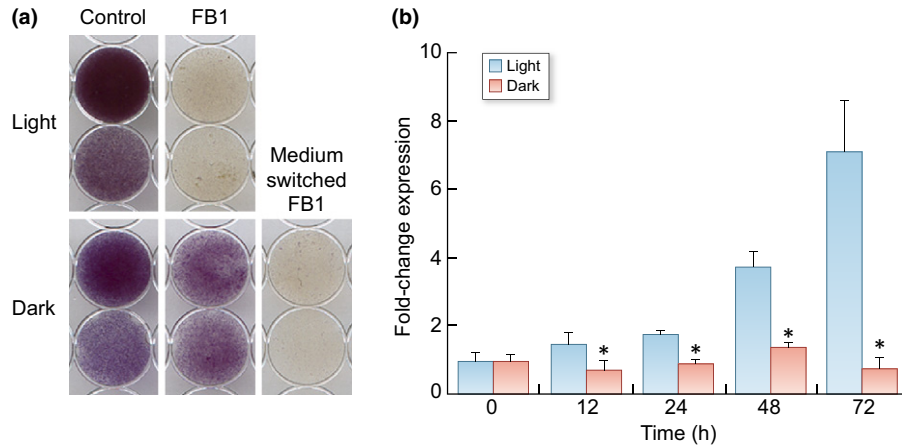 (a)
Control
FB1
Light
Medium
switched
FB1
Dark
(b)
Fold-change expression
10
8
6
4
2
0
Light
Dark
*
*
*
*
0
12
24
48
72
Time (h)